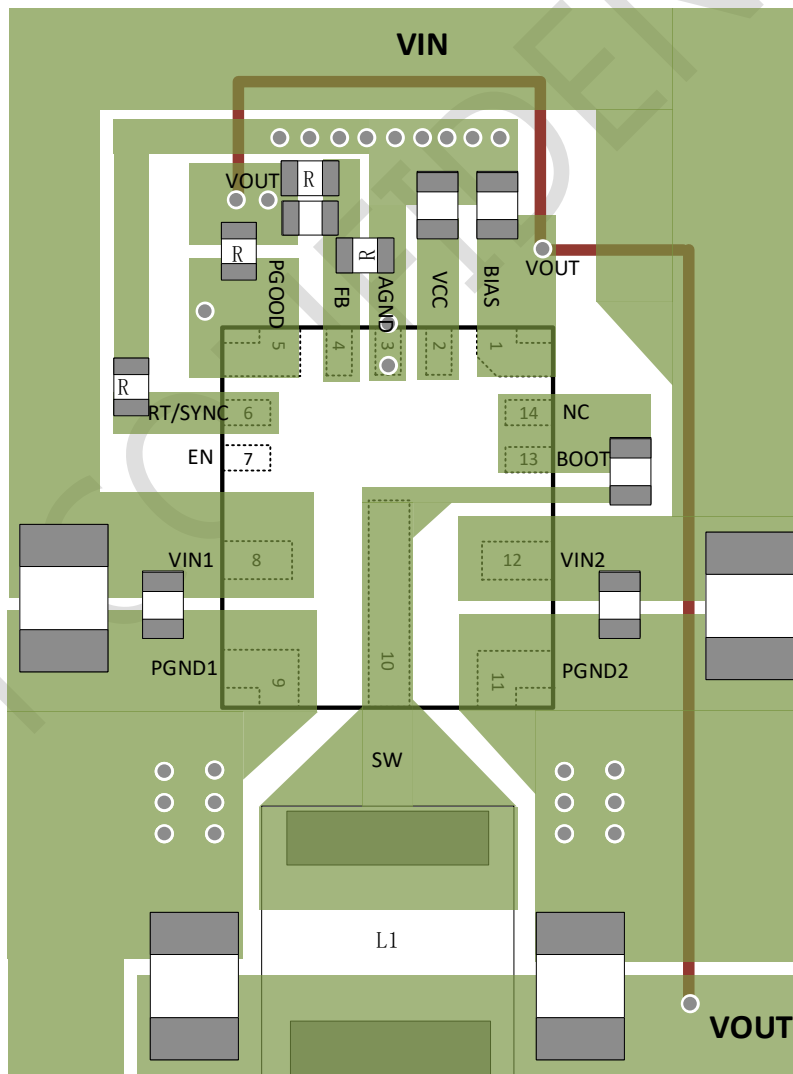 VIN
VOUT
R
R
R
PGOOD
FB
AGND
VCC
BIAS
VOUT
5
4
3
2
1
R
RT/SYNC
6
14
NC
EN
7
13
BOOT
VIN1
8
12
VIN2
PGND1
9
10
11
PGND2
SW
L1
VOUT